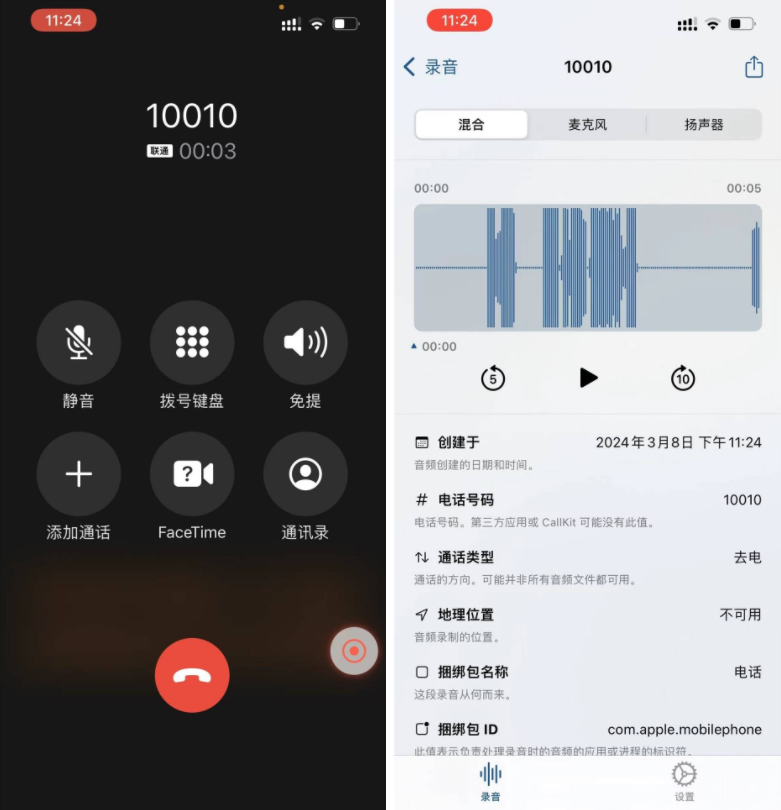 11:24
10010
联通 00:03
静音
拨号键盘
免提
添加通话
FaceTime
通讯录
11:24
录音
10010
混合
麦克风
扬声器
00:00
00:05
00:00
5
10
创建于
2024年3月8日 下午11:24
音频创建的日期和时间。
电话号码
10010
电话号码。第三方应用或 CallKit 可能没有此值。
通话类型
去电
通话的方向。可能并非所有音频文件都可用。
地理位置
不可用
音频录制的位置。
捆绑包名称
电话
这段录音从何而来。
捆绑包 ID
com.apple.mobilephone
此值表示负责处理录音时的音频的应用或进程的标识符。
录音
设置